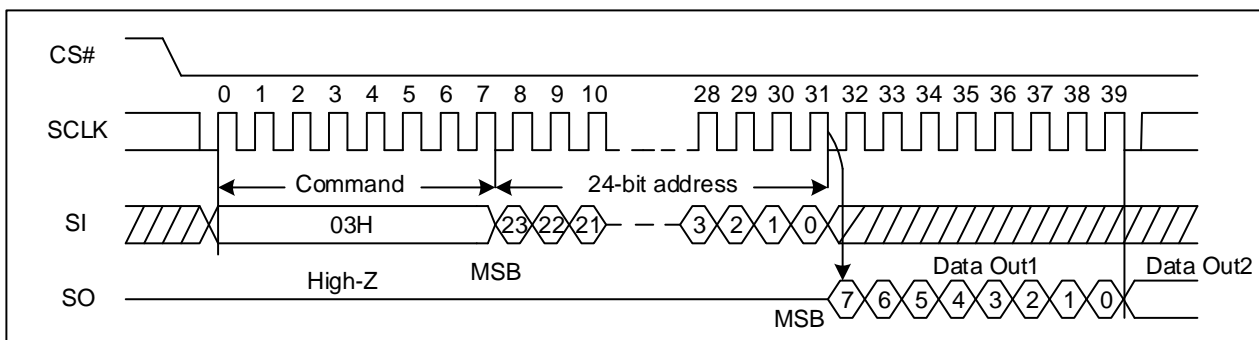 CS#
0 1 2 3 4 5 6 7 8 9 10 28 29 30 31 32 33 34 35 36 37 38 39
SCLK
Command 24-bit address
SI 03H 23 22 21 3 2 1 0
High-Z MSB Data Out1 Data Out2
SO 7 6 5 4 3 2 1 0
MSB